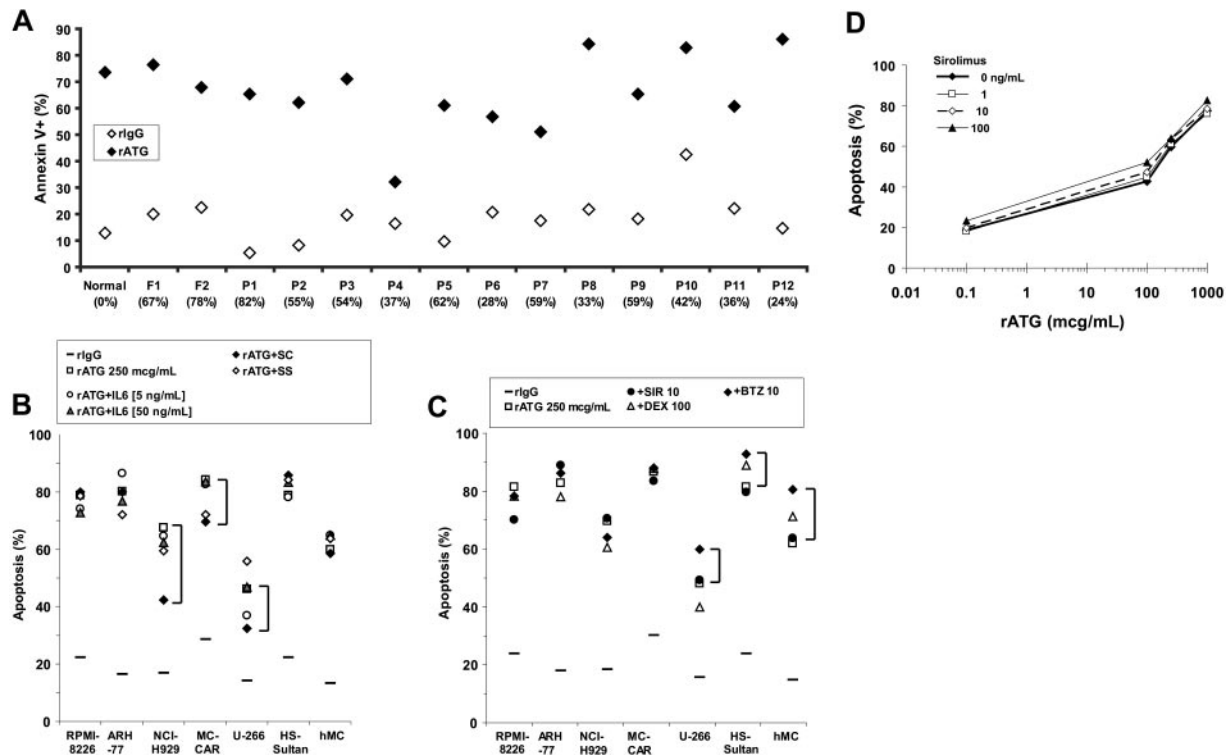 A
Annexin V+ (%)
90
80
70
60
50
40
30
20
10
0
rIgG
rATG
Normal F1 F2 P1 P2 P3 P4 P5 P6 P7 P8 P9 P10 P11 P12
(0%) (67%) (78%) (82%) (55%) (54%) (37%) (62%) (28%) (59%) (33%) (59%) (42%) (36%) (24%)
D
Sirolimus
0 ng/mL
1
10
100
Apoptosis (%)
100
80
60
40
20
0
0.01 0.1 1 10 100 1000
rATG (mcg/mL)
B
rIgG
rATG 250 mcg/mL
rATG+IL6 [5 ng/mL]
rATG+IL6 [50 ng/mL]
rATG+SC
rATG+SS
Apoptosis (%)
100
80
60
40
20
0
RPMI- ARH NCI- MC- U-266 HS- hMC
8226 -77 H929 CAR Sultan
C
rIgG
rATG 250 mcg/mL
+SIR 10
+DEX 100
+BTZ 10
Apoptosis (%)
100
80
60
40
20
0
RPMI- ARH NCI- MC- U-266 HS- hMC
8226 -77 H929 CAR Sultan